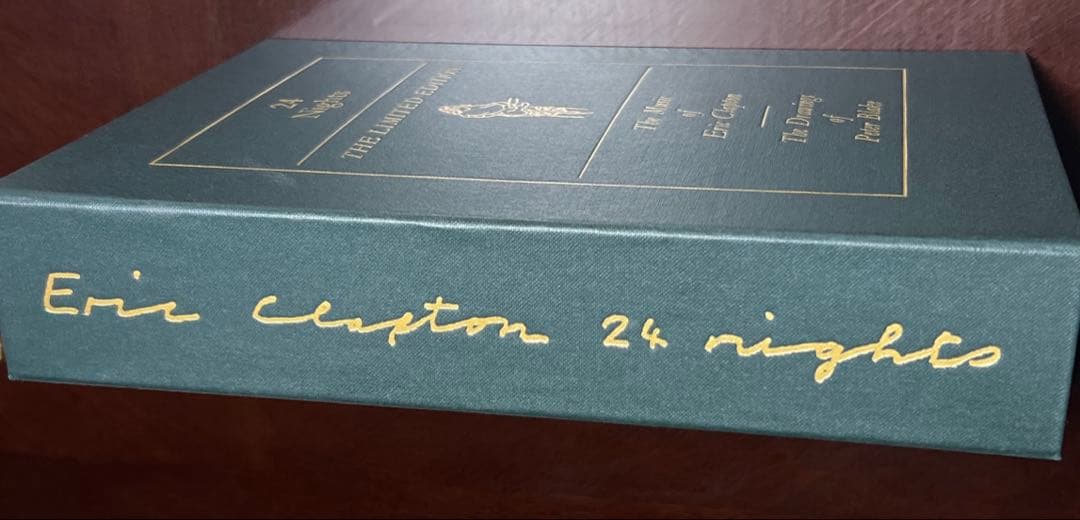 24
Nights
THE LIMITED EDITION
The Music
of
Eric Clapton
The Drawings
of
Peter Blake
Eric Clapton 24 nights